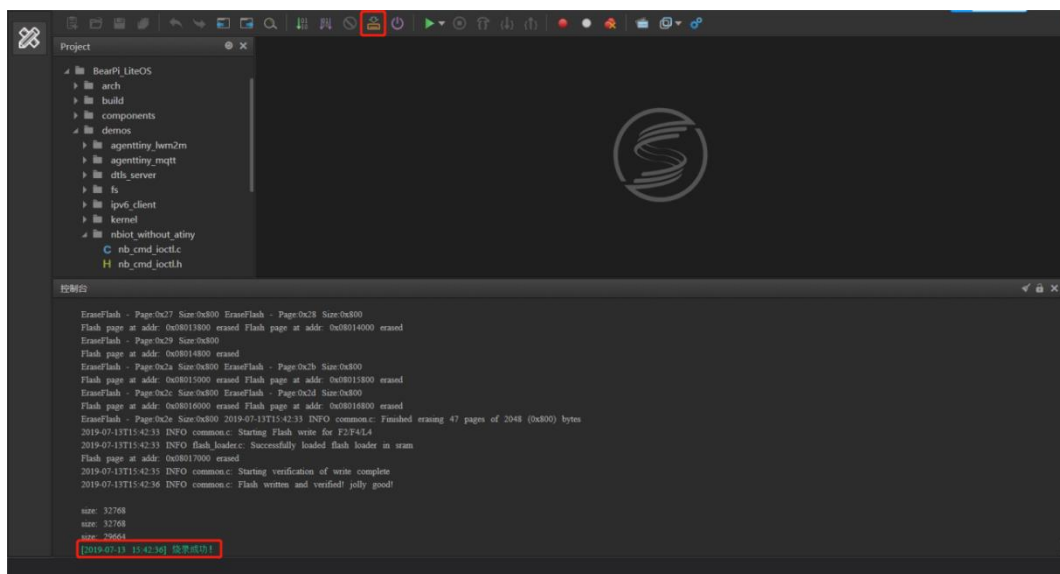 Project
BearPi_LiteOS
arch
build
components
demos
agenttiny_lwm2m
agenttiny_mqtt
dtls_server
fs
ipv6_client
kernel
nbiot_without_atiny
C nb_cmd_ioctl.c
H nb_cmd_ioctl.h
控制台
EraseFlash - Page:0x27 Size:0x800 EraseFlash - Page:0x28 Size:0x800
Flash page at addr: 0x08013800 erased Flash page at addr: 0x08014000 erased
EraseFlash - Page:0x29 Size:0x800
Flash page at addr: 0x08014800 erased
EraseFlash - Page:0x2a Size:0x800 EraseFlash - Page:0x2b Size:0x800
Flash page at addr: 0x08015000 erased Flash page at addr: 0x08015800 erased
EraseFlash - Page:0x2c Size:0x800 EraseFlash - Page:0x2d Size:0x800
Flash page at addr: 0x08016000 erased Flash page at addr: 0x08016800 erased
EraseFlash - Page:0x2e Size:0x800 2019-07-13T15:42:33 INFO common.c: Finished erasing 47 pages of 2048 (0x800) bytes
2019-07-13T15:42:33 INFO common.c: Starting Flash write for F2/F4/L4
2019-07-13T15:42:33 INFO flash_loader.c: Successfully loaded flash loader in sram
Flash page at addr: 0x08017000 erased
2019-07-13T15:42:35 INFO common.c: Starting verification of write complete
2019-07-13T15:42:36 INFO common.c: Flash written and verified! jolly good!
size: 32768
size: 32768
size: 29664
[2019-07-13 15:42:36] 烧录成功！